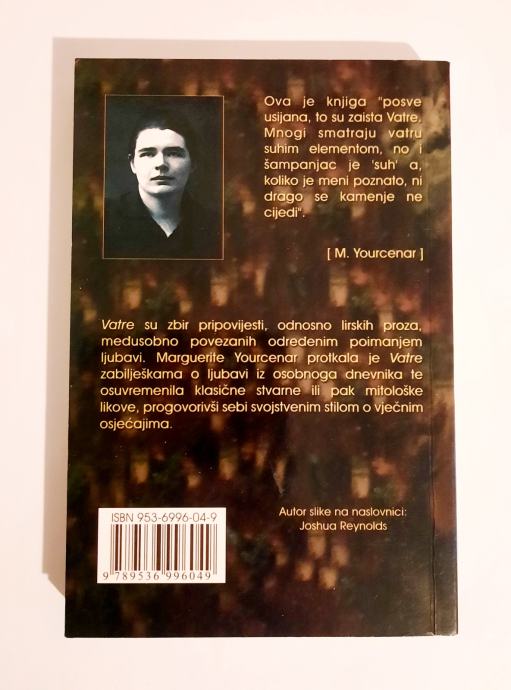 Ova je knjiga "posve
usijana, to su zaista Vatre.
Mnogi smatraju vatru
suhim elementom, no i
šampanjac je 'suh' a,
koliko je meni poznato, ni
drago se kamenje ne
cijedi".
[ M. Yourcenar ]
Vatre su zbir pripovijesti, odnosno lirskih proza,
međusobno povezanih određenim poimanjem
ljubavi. Marguerite Yourcenar protkala je Vatre
zabilješkama o ljubavi iz osobnoga dnevnika te
osuvremenila klasične stvarne ili pak mitološke
likove, progovorivši sebi svojstvenim stilom o vječnim
osjećajima.
ISBN 953-6996-04-9
9 789536 996049
Autor slike na naslovnici:
Joshua Reynolds